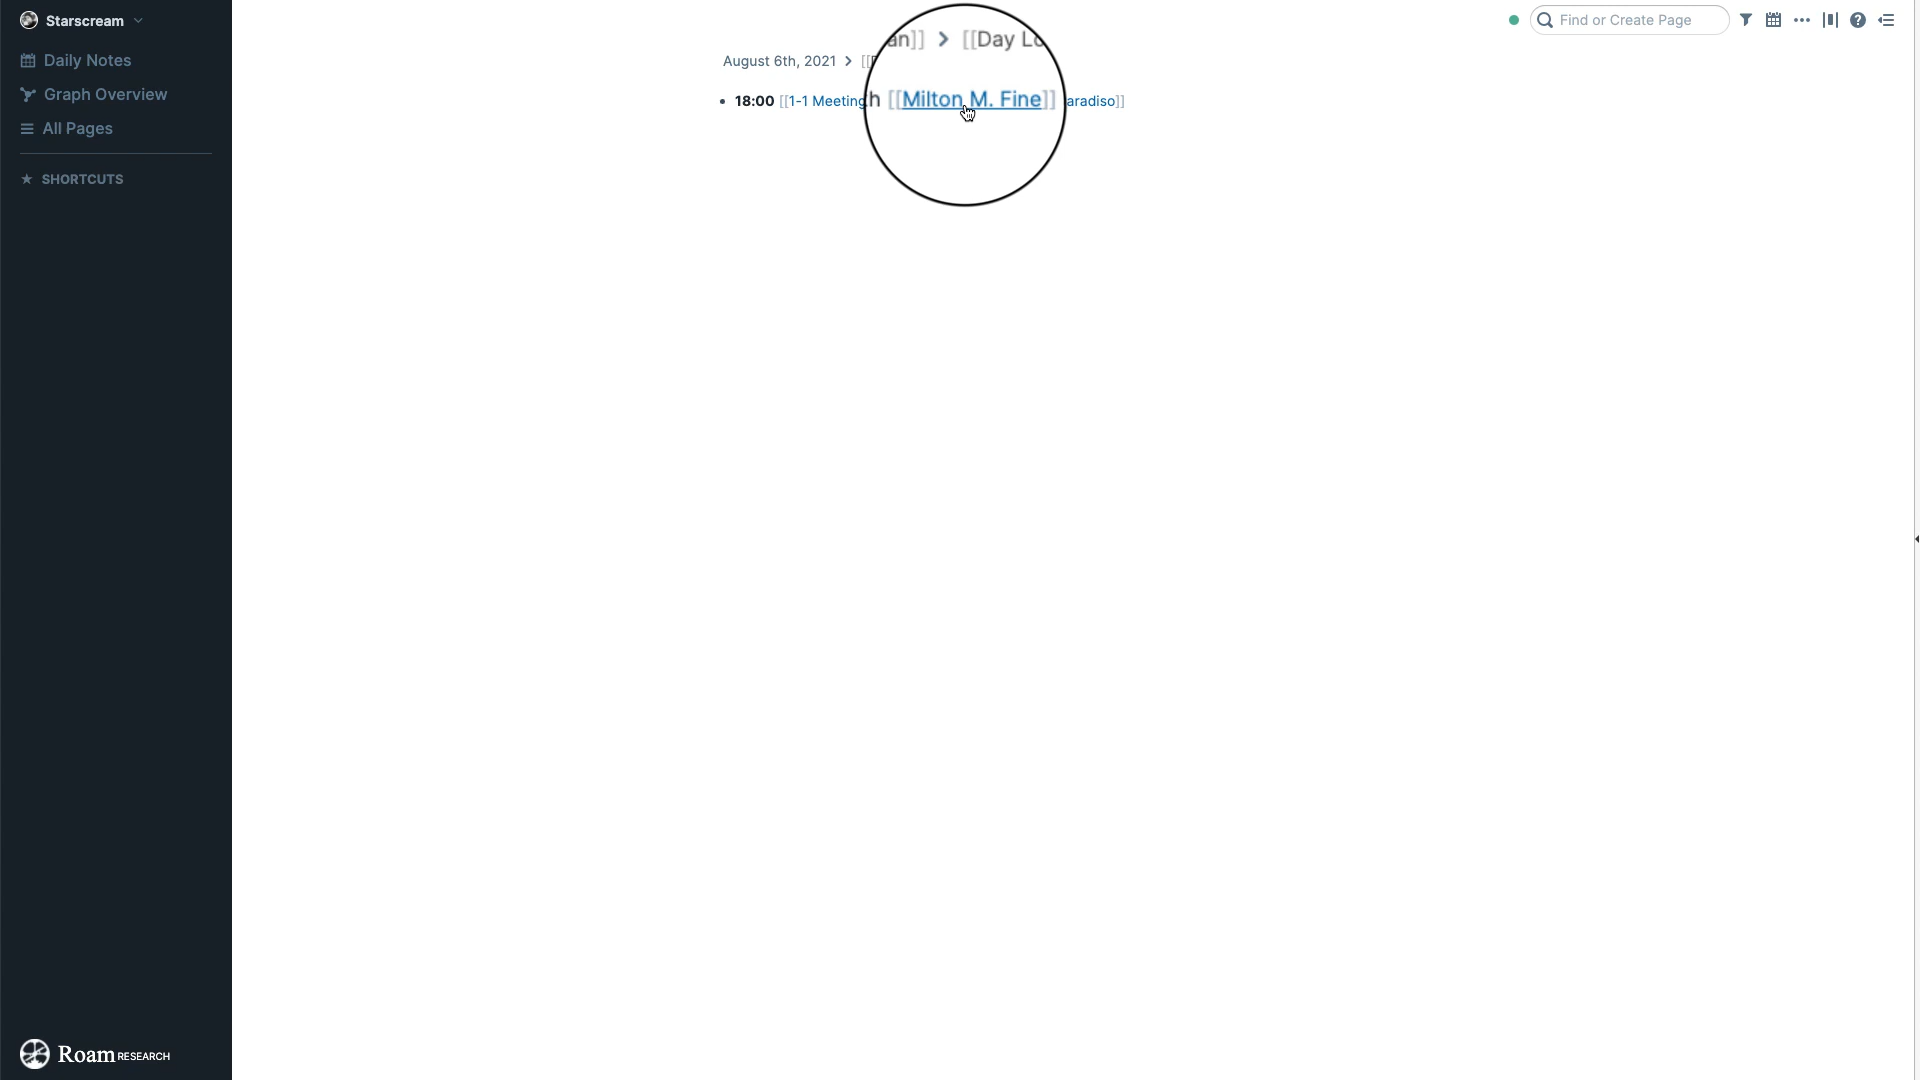 Starscream
Daily Notes
Graph Overview
All Pages
SHORTCUTS
Find or Create Page
August 6th, 2021 > [[
an]] > [[Day Lo
18:00 [[1-1 Meeting h [[Milton M. Fine]] aradiso]]
Roam RESEARCH